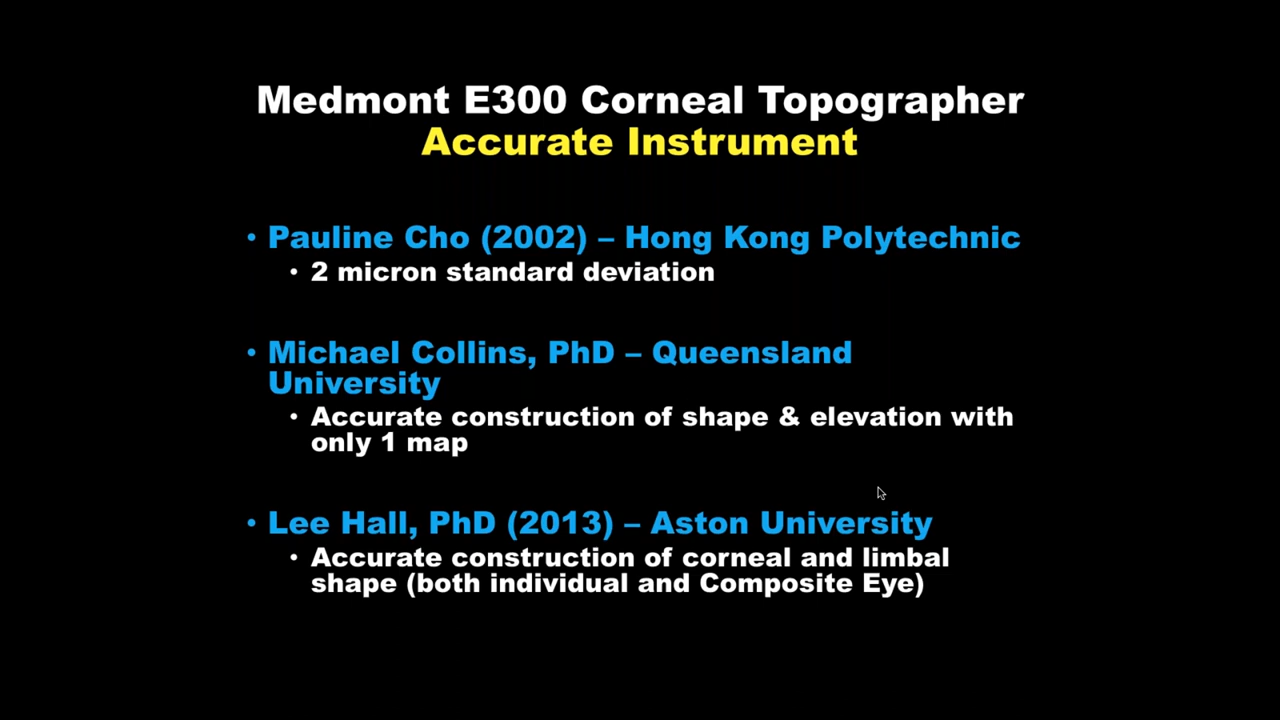 Medmont E300 Corneal Topographer
Accurate Instrument
• Pauline Cho (2002) – Hong Kong Polytechnic
• 2 micron standard deviation
• Michael Collins, PhD – Queensland
University
• Accurate construction of shape & elevation with
only 1 map
• Lee Hall, PhD (2013) – Aston University
• Accurate construction of corneal and limbal
shape (both individual and Composite Eye)